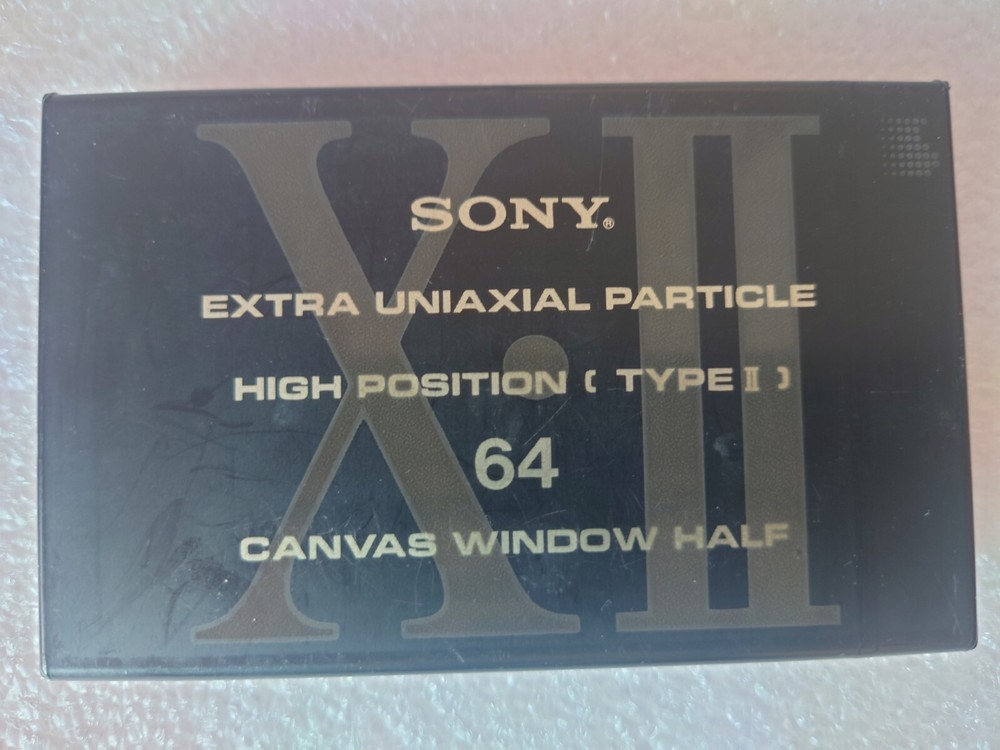 X·II
SONY®
EXTRA UNIAXIAL PARTICLE
HIGH POSITION ( TYPE II )
64
CANVAS WINDOW HALF